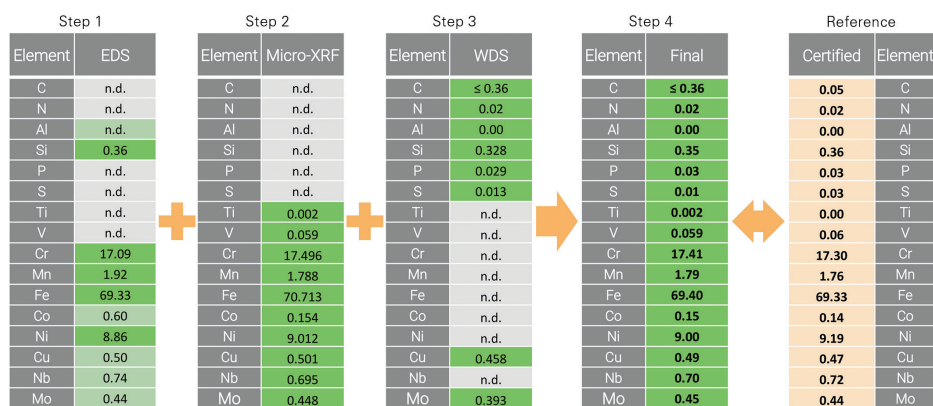 Step 1 Step 2 Step 3 Step 4 Reference
Element EDS Element Micro-XRF Element WDS Element Final Certified Element
C n.d. C n.d. C ≤ 0.36 C ≤ 0.36 0.05 C
N n.d. N n.d. N 0.02 N 0.02 0.02 N
Al n.d. Al n.d. Al 0.00 Al 0.00 0.00 Al
Si 0.36 Si n.d. Si 0.328 Si 0.35 0.36 Si
P n.d. P n.d. P 0.029 P 0.03 0.03 P
S n.d. S n.d. S 0.013 S 0.01 0.03 S
Ti n.d. Ti 0.002 Ti n.d. Ti 0.002 0.00 Ti
V n.d. V 0.059 V n.d. V 0.059 0.06 V
Cr 17.09 Cr 17.496 Cr n.d. Cr 17.41 17.30 Cr
Mn 1.92 Mn 1.788 Mn n.d. Mn 1.79 1.76 Mn
Fe 69.33 Fe 70.713 Fe n.d. Fe 69.40 69.33 Fe
Co 0.60 Co 0.154 Co n.d. Co 0.15 0.14 Co
Ni 8.86 Ni 9.012 Ni n.d. Ni 9.00 9.19 Ni
Cu 0.50 Cu 0.501 Cu 0.458 Cu 0.49 0.47 Cu
Nb 0.74 Nb 0.695 Nb n.d. Nb 0.70 0.72 Nb
Mo 0.44 Mo 0.448 Mo 0.393 Mo 0.45 0.44 Mo